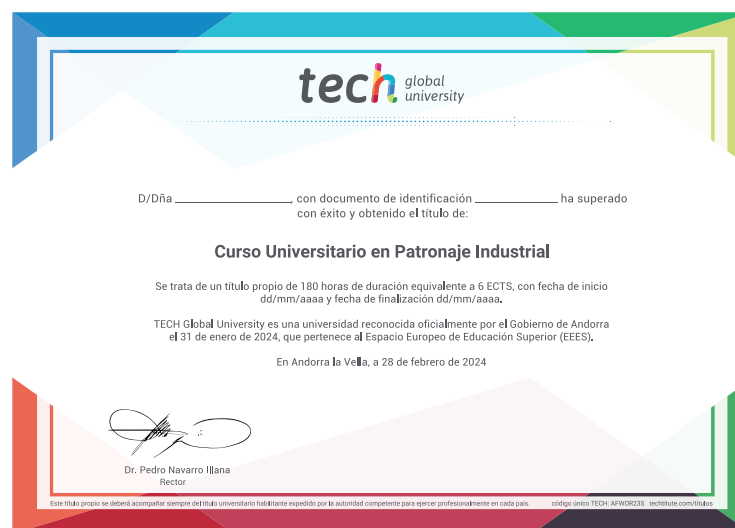 tech global university
D/Dña ______________, con documento de identificación ______________ ha superado
con éxito y obtenido el título de:
Curso Universitario en Patronaje Industrial
Se trata de un título propio de 180 horas de duración equivalente a 6 ECTS, con fecha de inicio
dd/mm/aaaa y fecha de finalización dd/mm/aaaa.
TECH Global University es una universidad reconocida oficialmente por el Gobierno de Andorra
el 31 de enero de 2024, que pertenece al Espacio Europeo de Educación Superior (EEES).
En Andorra la Vella, a 28 de febrero de 2024
Dr. Pedro Navarro Illana
Rector
Este título propio se deberá acompañar siempre del título universitario habilitante expedido por la autoridad competente para ejercer profesionalmente en cada país. código único TECH: AFWOR23S techtitute.com/titulos